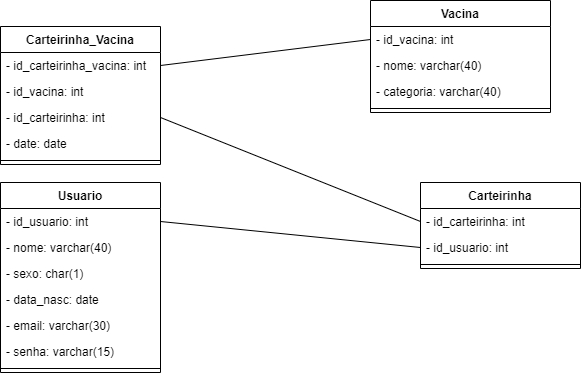 Carteirinha_Vacina
- id_carteirinha_vacina: int
- id_vacina: int
- id_carteirinha: int
- date: date
Vacina
- id_vacina: int
- nome: varchar(40)
- categoria: varchar(40)
Usuario
- id_usuario: int
- nome: varchar(40)
- sexo: char(1)
- data_nasc: date
- email: varchar(30)
- senha: varchar(15)
Carteirinha
- id_carteirinha: int
- id_usuario: int